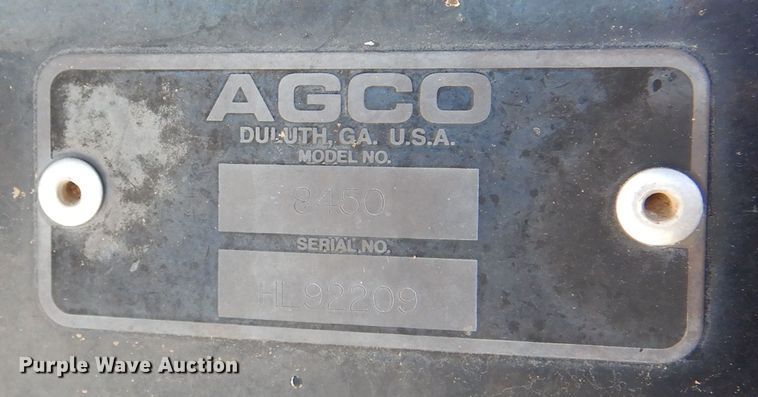 AGCO
DULUTH, GA. U.S.A.
MODEL NO.
8450
SERIAL NO.
HL92209
Purple Wave Auction